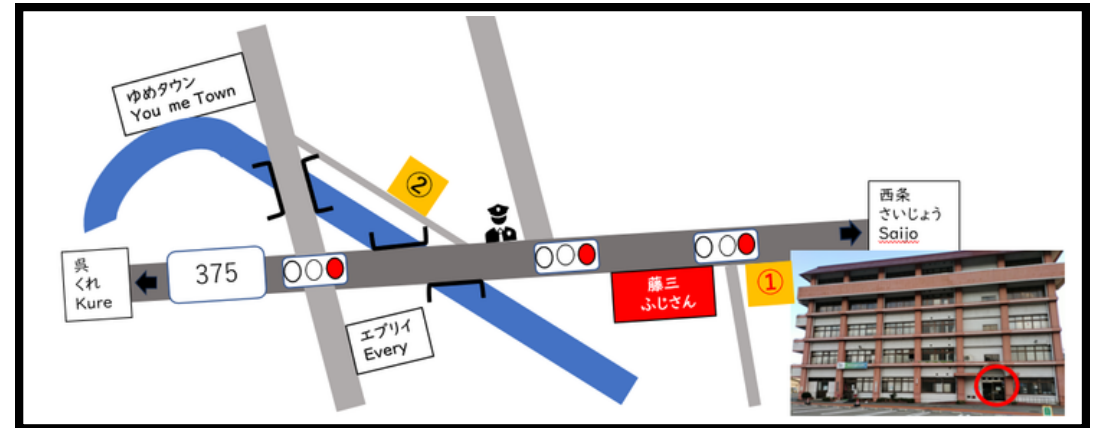 ゆめタウン
You me Town
②
西条
さいじょう
Saijo
呉
くれ
Kure
375
藤三
ふじさん
①
エブリイ
Every